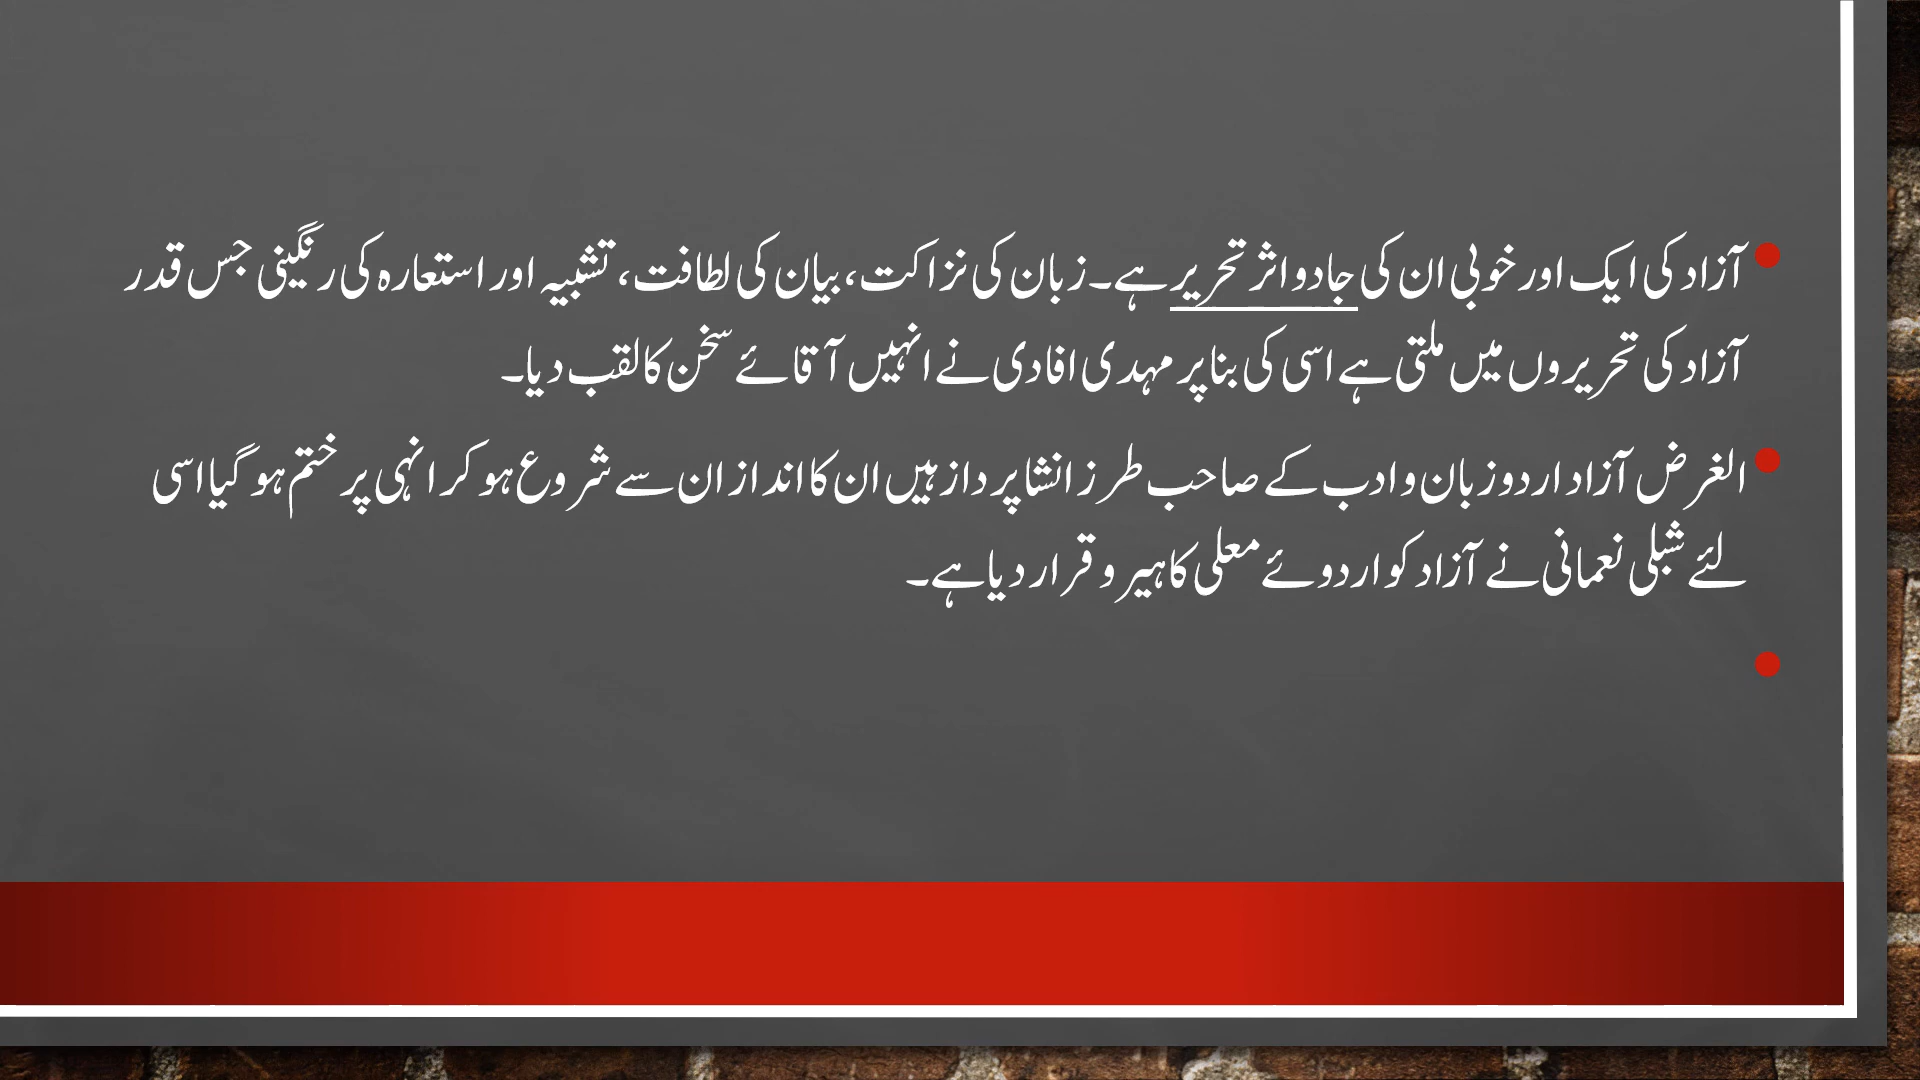 آزاد کی ایک اور خوبی ان کی جادو اثر تحریر ہے۔ زبان کی نزاکت، بیان کی لطافت، تشبیہ اور استعارہ کی رنگینی جس قدر
آزاد کی تحریروں میں ملتی ہے اسی کی بنا پر مہدی افادی نے انہیں آقائے سخن کا لقب دیا۔
الغرض آزاد اردو زبان و ادب کے صاحب طرز انشا پرداز ہیں ان کا انداز ان سے شروع ہو کر انہی پر ختم ہو گیا اسی
لئے شبلی نعمانی نے آزاد کو اردوئے معلی کا ہیرو قرار دیا ہے۔